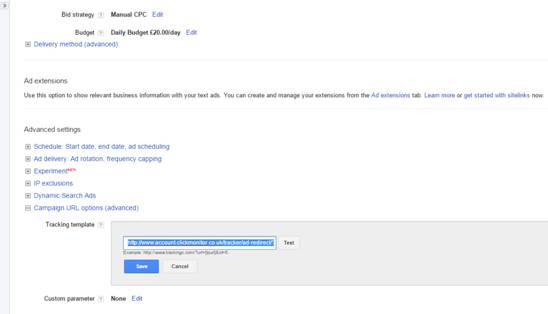 Bid strategy ? Manual CPC Edit
Budget ? Daily Budget £20.00/day Edit
Delivery method (advanced)
Ad extensions
Use this option to show relevant business information with your text ads. You can create and manage your extensions from the Ad extensions tab. Learn more or get started with sitelinks now.
Advanced settings
Schedule: Start date, end date, ad scheduling
Ad delivery: Ad rotation, frequency capping
Experiment BETA
IP exclusions
Dynamic Search Ads
Campaign URL options (advanced)
Tracking template ? http://www.account.clickmonitor.co.uk/tracker/ad-redirect/ Test
Example: http://www.trackingc.com/?url={lpurl}&id=5
Save Cancel
Custom parameter ? None Edit